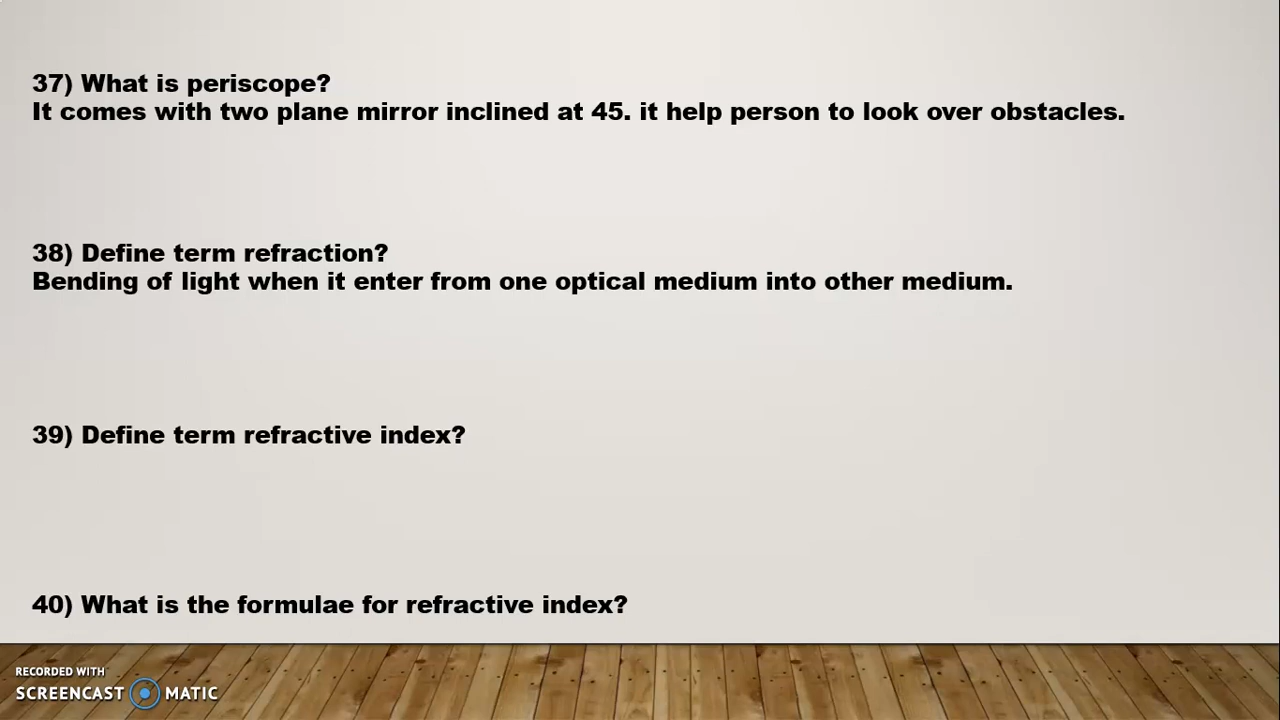 37) What is periscope?
It comes with two plane mirror inclined at 45. it help person to look over obstacles.
38) Define term refraction?
Bending of light when it enter from one optical medium into other medium.
39) Define term refractive index?
40) What is the formulae for refractive index?
RECORDED WITH
SCREENCAST MATIC